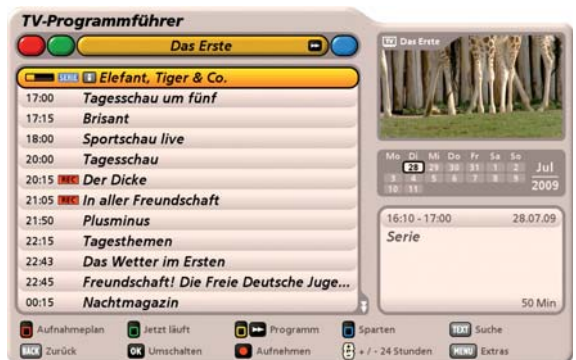 TV-Programmführer
Das Erste
SERIE Elefant, Tiger & Co.
17:00 Tagesschau um fünf
17:15 Brisant
18:00 Sportschau live
20:00 Tagesschau
20:15 REC Der Dicke
21:05 REC In aller Freundschaft
21:50 Plusminus
22:15 Tagesthemen
22:43 Das Wetter im Ersten
22:45 Freundschaft! Die Freie Deutsche Juge...
00:15 Nachtmagazin
TV Das Erste
Mo Di Mi Do Fr Sa So
28 29 30 31 1 2 Jul
3 4 5 6 7 8 9 2009
10 11
16:10 - 17:00 28.07.09
Serie
50 Min
Aufnahmeplan Jetzt läuft Programm Sparten TEXT Suche
BACK Zurück OK Umschalten Aufnehmen + / - 24 Stunden MENU Extras